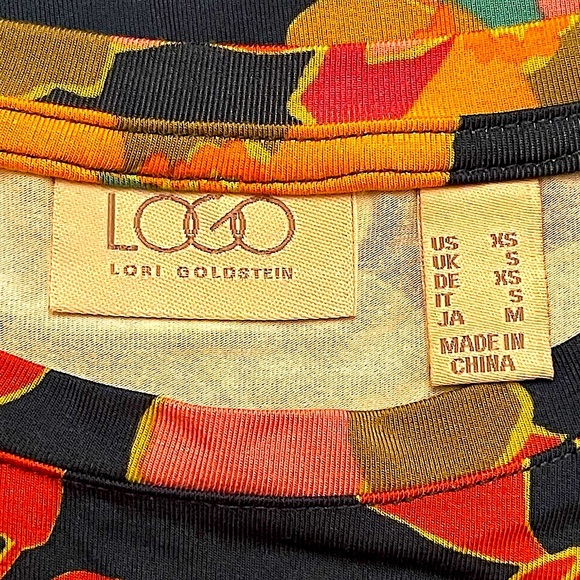 LOGO
LORI GOLDSTEIN
US XS
UK S
DE XS
IT S
JA M
MADE IN
CHINA